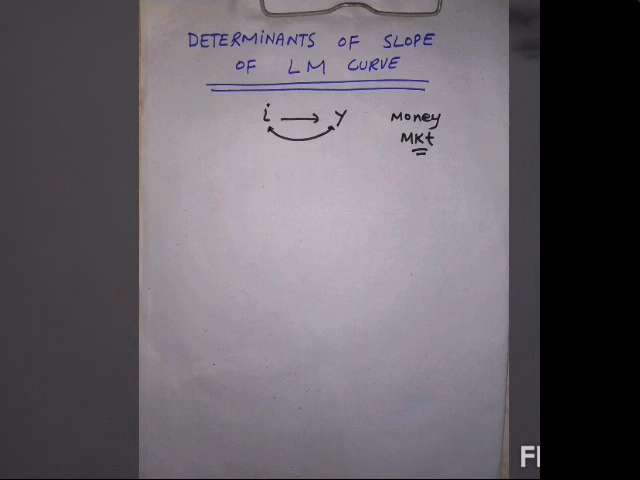 DETERMINANTS OF SLOPE
OF LM CURVE
i → y Money
MKt